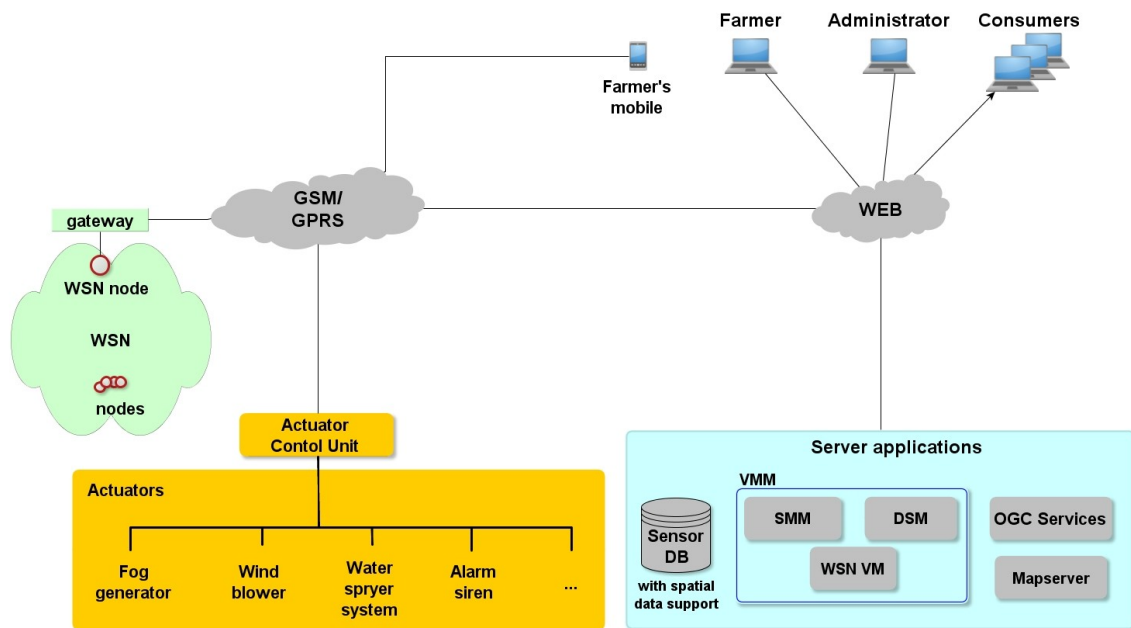 Farmer
Administrator
Consumers
Farmer's
mobile
GSM/
GPRS
WEB
gateway
WSN node
WSN
nodes
Actuator
Contol Unit
Actuators
Fog
generator
Wind
blower
Water
spryer
system
Alarm
siren
...
Server applications
VMM
SMM
DSM
WSN VM
OGC Services
Mapserver
Sensor
DB
with spatial
data support